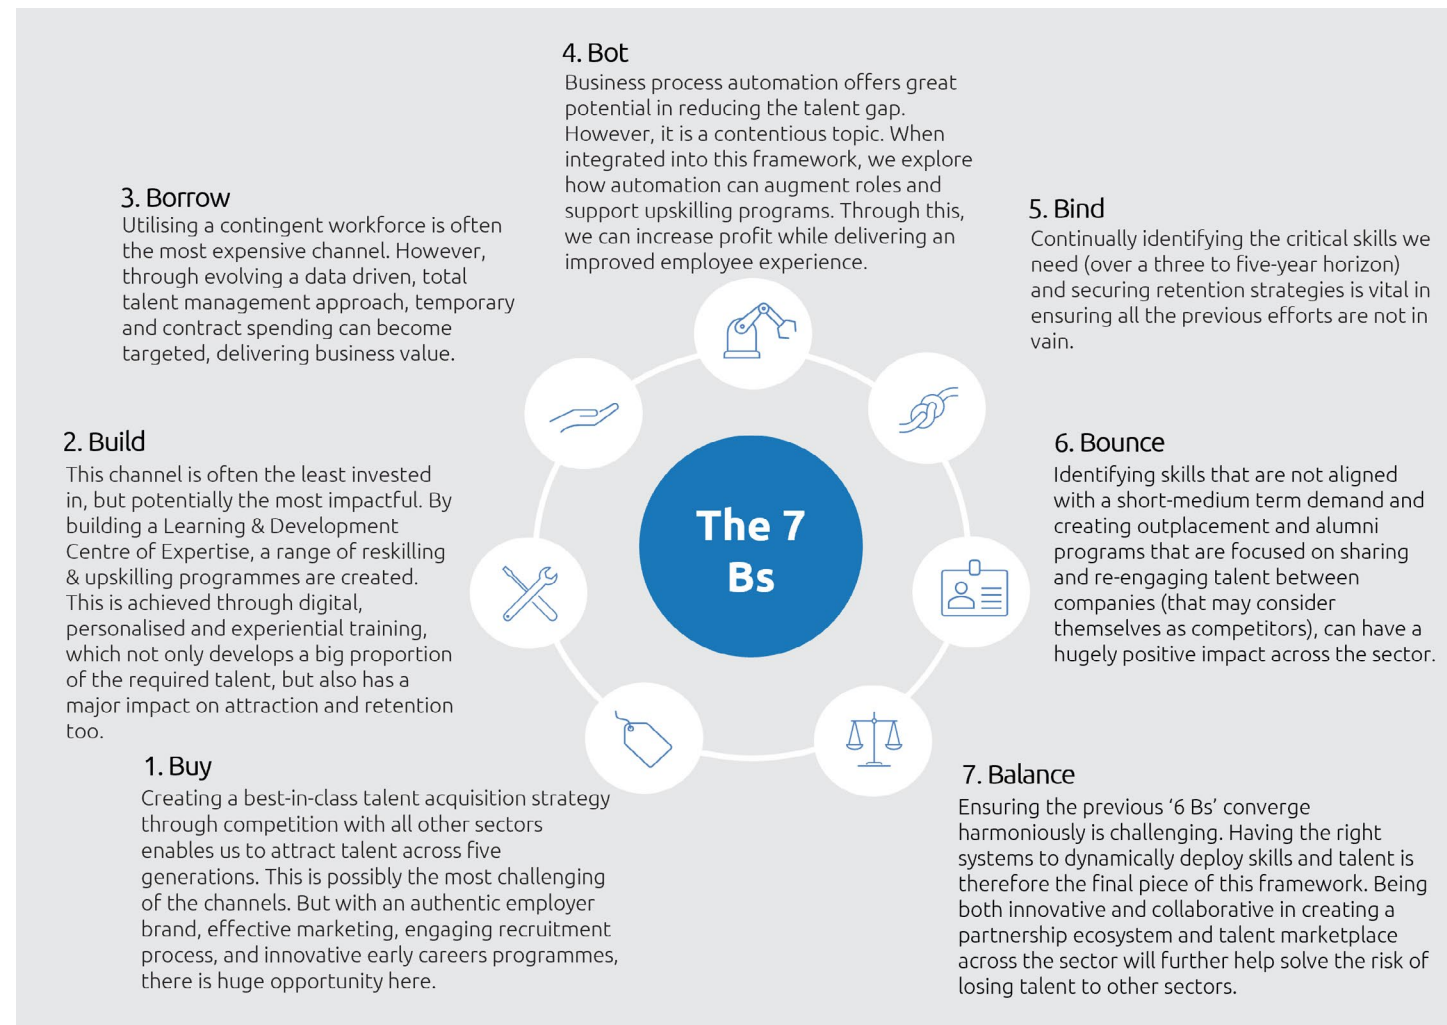 4. Bot
Business process automation offers great
potential in reducing the talent gap.
However, it is a contentious topic. When
integrated into this framework, we explore
how automation can augment roles and
support upskilling programs. Through this,
we can increase profit while delivering an
improved employee experience.
3. Borrow
Utilising a contingent workforce is often
the most expensive channel. However,
through evolving a data driven, total
talent management approach, temporary
and contract spending can become
targeted, delivering business value.
5. Bind
Continually identifying the critical skills we
need (over a three to five-year horizon)
and securing retention strategies is vital in
ensuring all the previous efforts are not in
vain.
2. Build
This channel is often the least invested
in, but potentially the most impactful. By
building a Learning & Development
Centre of Expertise, a range of reskilling
& upskilling programmes are created.
This is achieved through digital,
personalised and experiential training,
which not only develops a big proportion
of the required talent, but also has a
major impact on attraction and retention
too.
The 7
Bs
6. Bounce
Identifying skills that are not aligned
with a short-medium term demand and
creating outplacement and alumni
programs that are focused on sharing
and re-engaging talent between
companies (that may consider
themselves as competitors), can have a
hugely positive impact across the sector.
1. Buy
Creating a best-in-class talent acquisition strategy
through competition with all other sectors
enables us to attract talent across five
generations. This is possibly the most challenging
of the channels. But with an authentic employer
brand, effective marketing, engaging recruitment
process, and innovative early careers programmes,
there is huge opportunity here.
7. Balance
Ensuring the previous ‘6 Bs’ converge
harmoniously is challenging. Having the right
systems to dynamically deploy skills and talent is
therefore the final piece of this framework. Being
both innovative and collaborative in creating a
partnership ecosystem and talent marketplace
across the sector will further help solve the risk of
losing talent to other sectors.